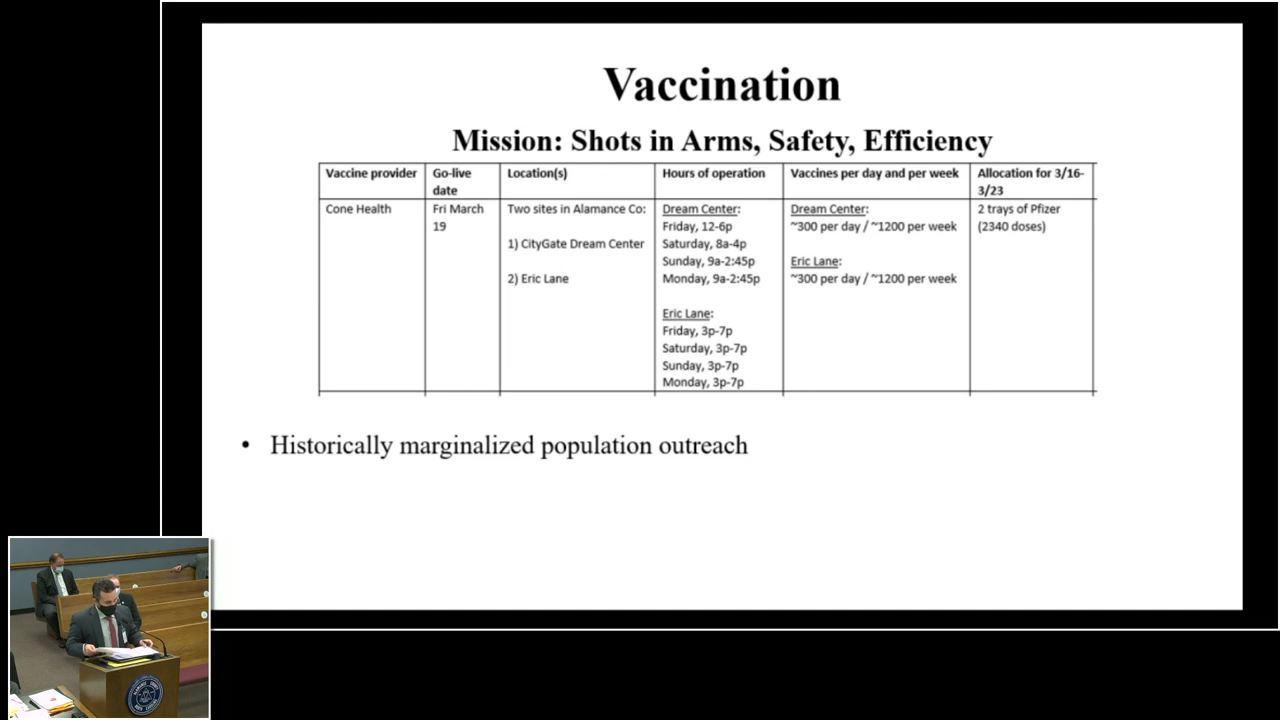 Vaccination
Mission: Shots in Arms, Safety, Efficiency
Vaccine provider
Go-live
date
Location(s)
Hours of operation
Vaccines per day and per week
Allocation for 3/16-
3/23
Cone Health
Fri March
19
Two sites in Alamance Co:
1) CityGate Dream Center
2) Eric Lane
Dream Center:
Friday, 12-6p
Saturday, 8a-4p
Sunday, 9a-2:45p
Monday, 9a-2:45p
Eric Lane:
Friday, 3p-7p
Saturday, 3p-7p
Sunday, 3p-7p
Monday, 3p-7p
Dream Center:
~300 per day / ~1200 per week
Eric Lane:
~300 per day / ~1200 per week
2 trays of Pfizer
(2340 doses)
• Historically marginalized population outreach